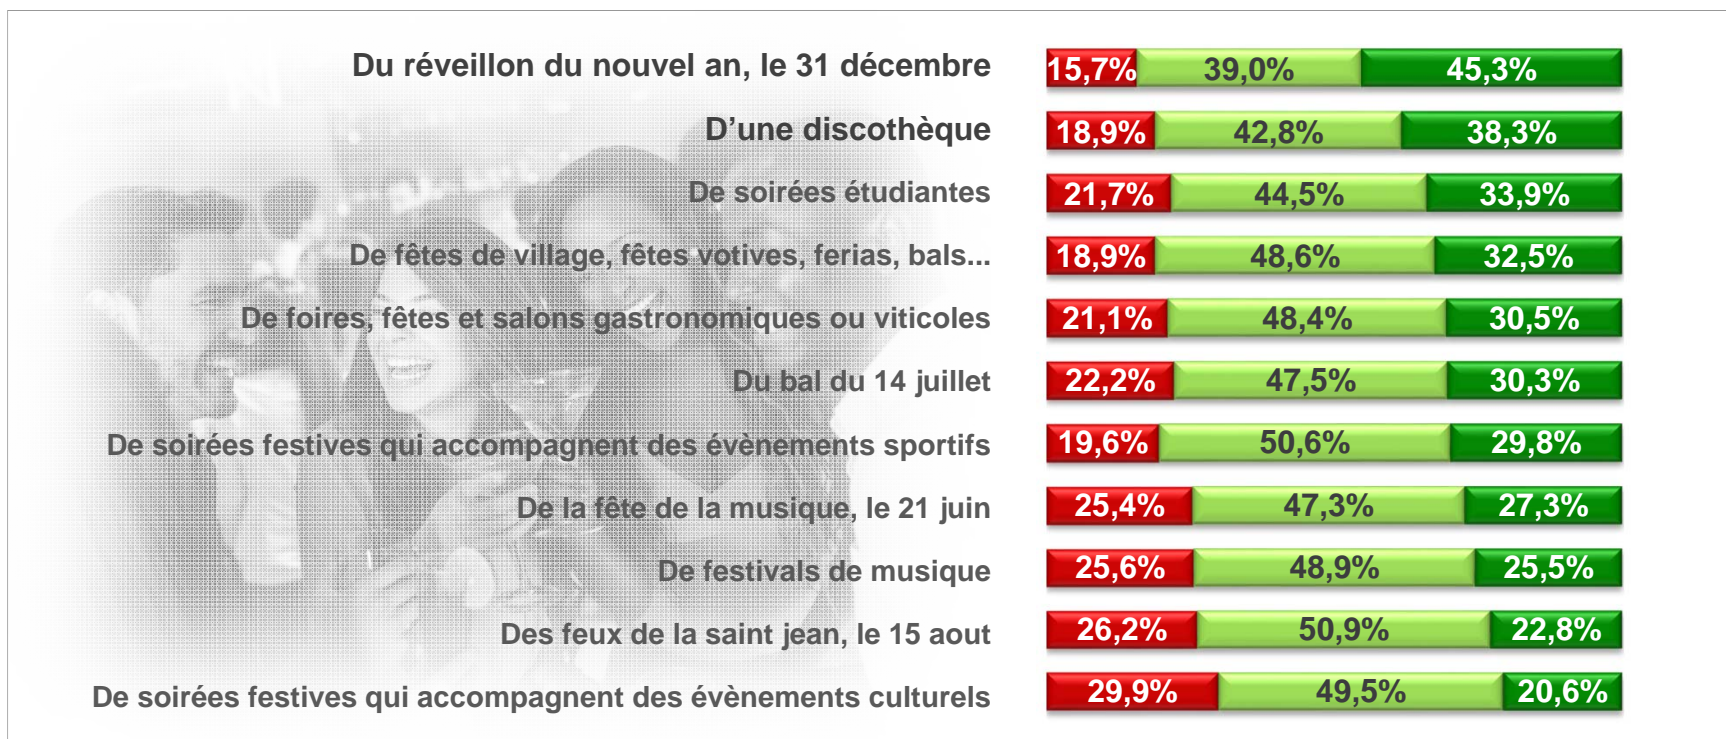 Du réveillon du nouvel an, le 31 décembre 15,7% 39,0% 45,3%
D’une discothèque 18,9% 42,8% 38,3%
De soirées étudiantes 21,7% 44,5% 33,9%
De fêtes de village, fêtes votives, ferias, bals... 18,9% 48,6% 32,5%
De foires, fêtes et salons gastronomiques ou viticoles 21,1% 48,4% 30,5%
Du bal du 14 juillet 22,2% 47,5% 30,3%
De soirées festives qui accompagnent des évènements sportifs 19,6% 50,6% 29,8%
De la fête de la musique, le 21 juin 25,4% 47,3% 27,3%
De festivals de musique 25,6% 48,9% 25,5%
Des feux de la saint jean, le 15 aout 26,2% 50,9% 22,8%
De soirées festives qui accompagnent des évènements culturels 29,9% 49,5% 20,6%